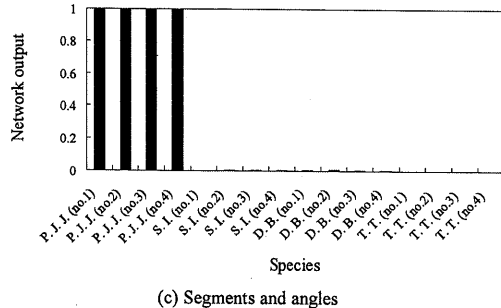 1
0.8
0.6
0.4
0.2
0
Network output
P. J. J. (no.1)
P. J. J. (no.2)
P. J. J. (no.3)
P. J. J. (no.4)
S. I. (no.1)
S. I. (no.2)
S. I. (no.3)
S. I. (no.4)
D. B. (no.1)
D. B. (no.2)
D. B. (no.3)
D. B. (no.4)
T. T. (no.1)
T. T. (no.2)
T. T. (no.3)
T. T. (no.4)
Species
(c) Segments and angles